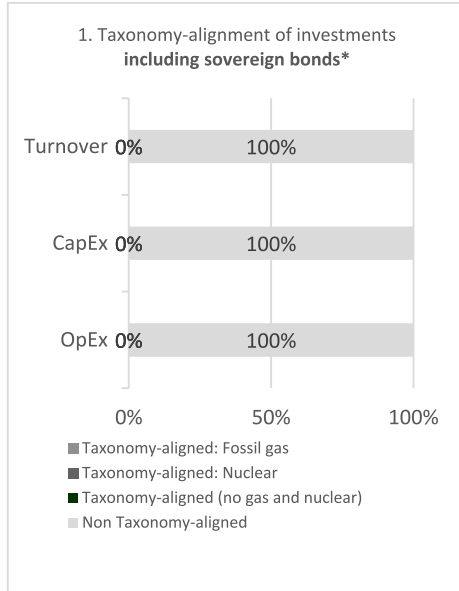 1. Taxonomy-alignment of investments
including sovereign bonds*
Turnover 0% 100%
CapEx 0% 100%
OpEx 0% 100%
0% 50% 100%
Taxonomy-aligned: Fossil gas
Taxonomy-aligned: Nuclear
Taxonomy-aligned (no gas and nuclear)
Non Taxonomy-aligned